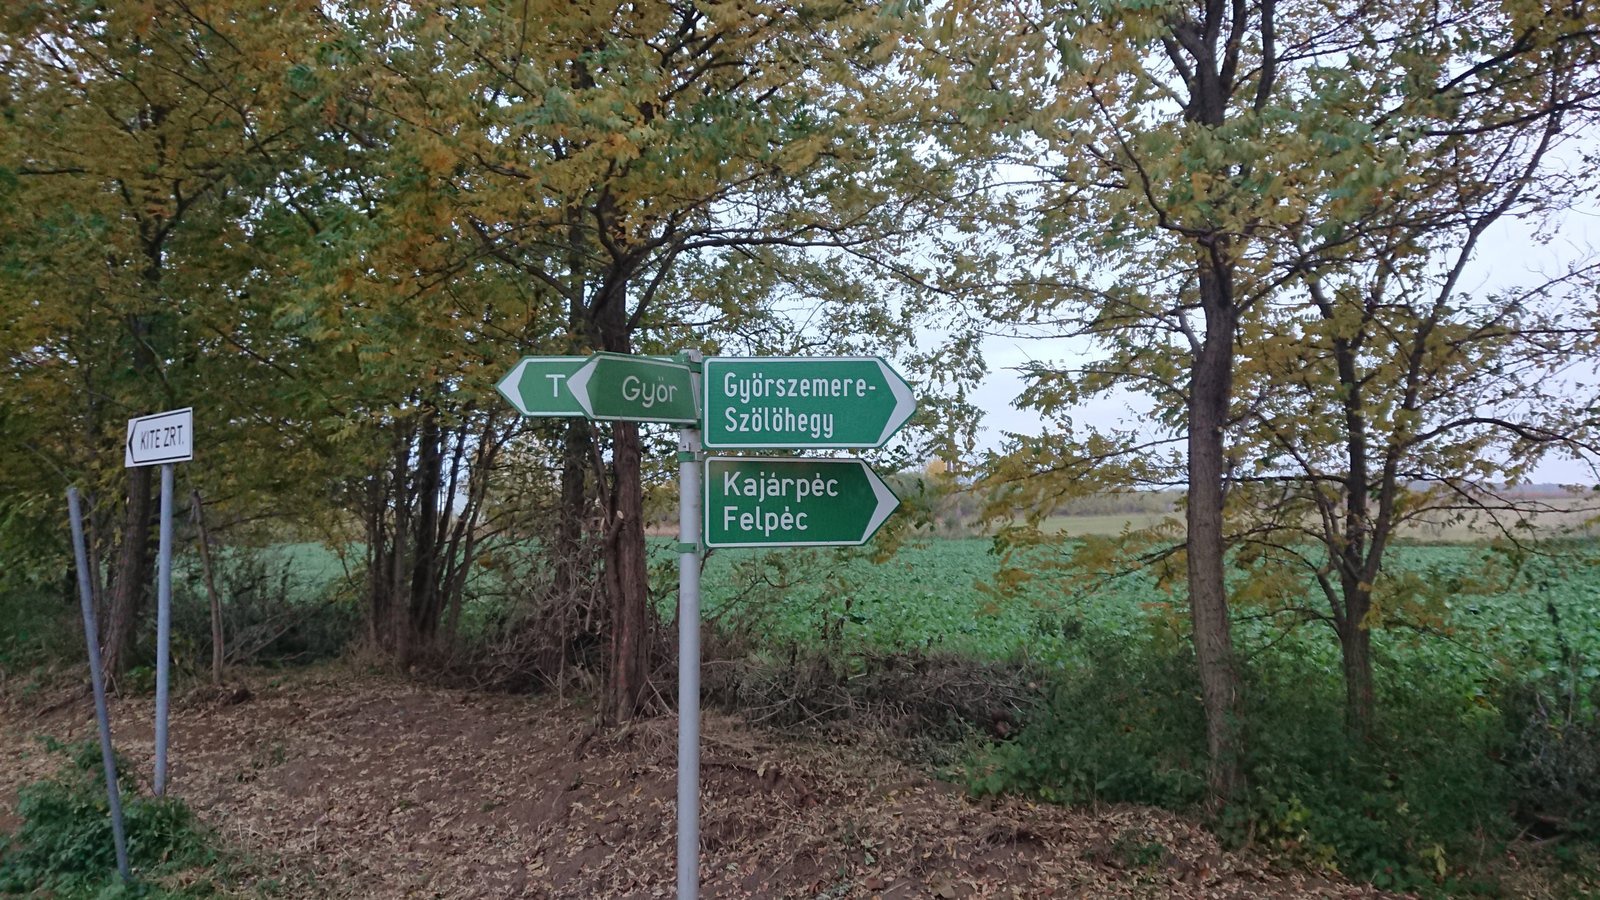 KITE ZRT.
T
Győr
Győrszemere-
Szőlőhegy
Kajárpéc
Felpéc